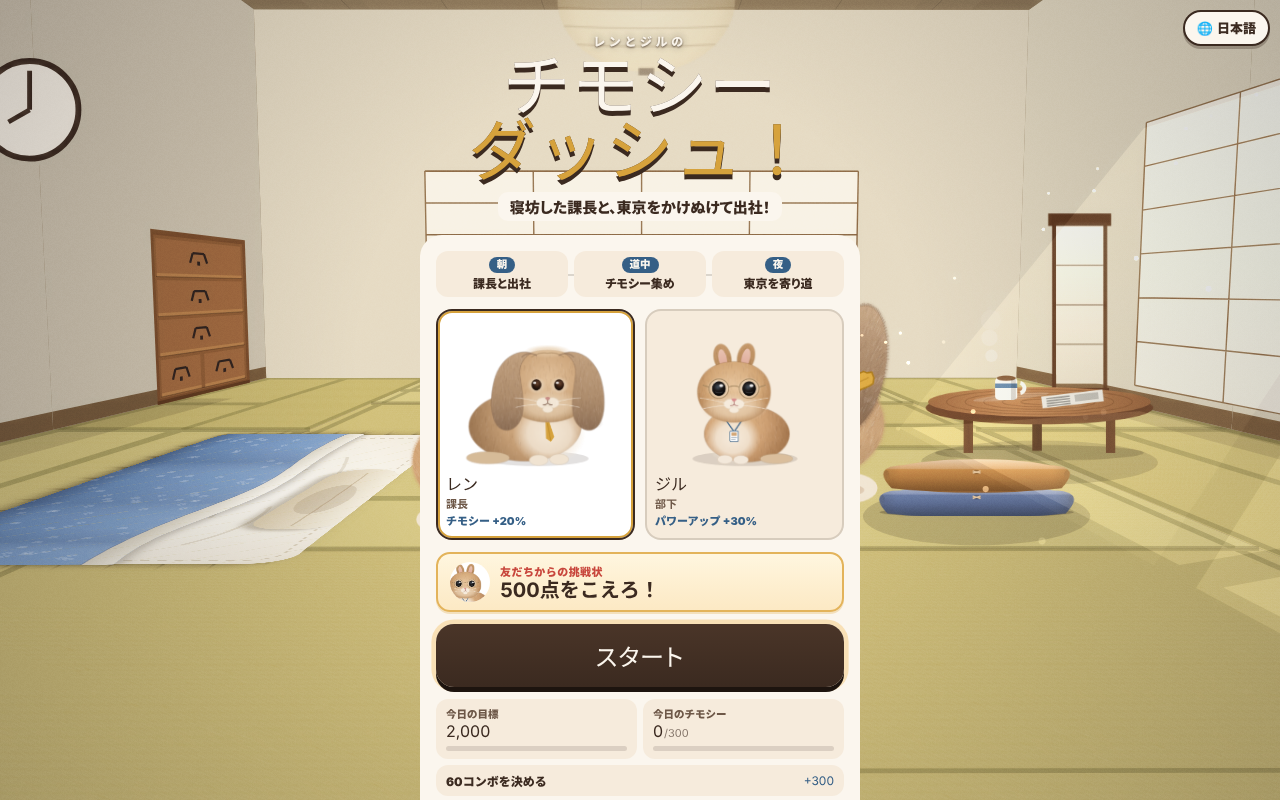 日本語
レンとジルの
チモシー
ダッシュ！
寝坊した課長と、東京をかけぬけて出社！
朝
課長と出社
道中
チモシー集め
夜
東京を寄り道
レン
課長
チモシー +20%
ジル
部下
パワーアップ +30%
友だちからの挑戦状
500点をこえろ！
スタート
今日の目標
2,000
今日のチモシー
0/300
60コンボを決める
+300